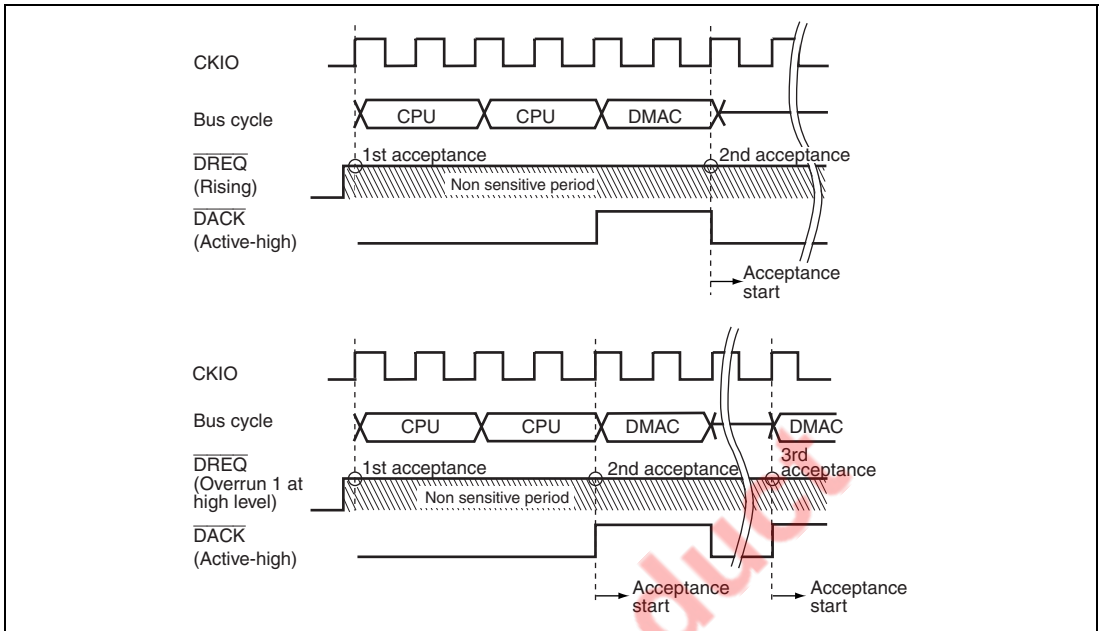 CKIO
Bus cycle
CPU CPU DMAC
DREQ
(Rising)
1st acceptance 2nd acceptance
Non sensitive period
DACK
(Active-high)
Acceptance
start
CKIO
Bus cycle
CPU CPU DMAC DMAC
DREQ
(Overrun 1 at
high level)
1st acceptance 2nd acceptance 3rd
acceptance
Non sensitive period
DACK
(Active-high)
Acceptance
start
Acceptance
start
duct